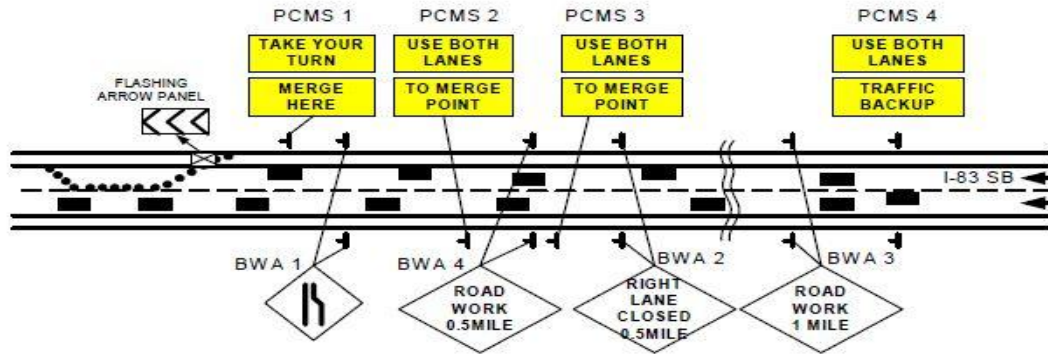 PCMS 1
PCMS 2
PCMS 3
PCMS 4
TAKE YOUR
TURN
MERGE
HERE
USE BOTH
LANES
TO MERGE
POINT
USE BOTH
LANES
TO MERGE
POINT
USE BOTH
LANES
TRAFFIC
BACKUP
FLASHING
ARROW PANEL
I-83 SB
BWA 1
BWA 4
BWA 2
BWA 3
ROAD
WORK
0.5MILE
RIGHT
LANE
CLOSED
0.5MILE
ROAD
WORK
1 MILE